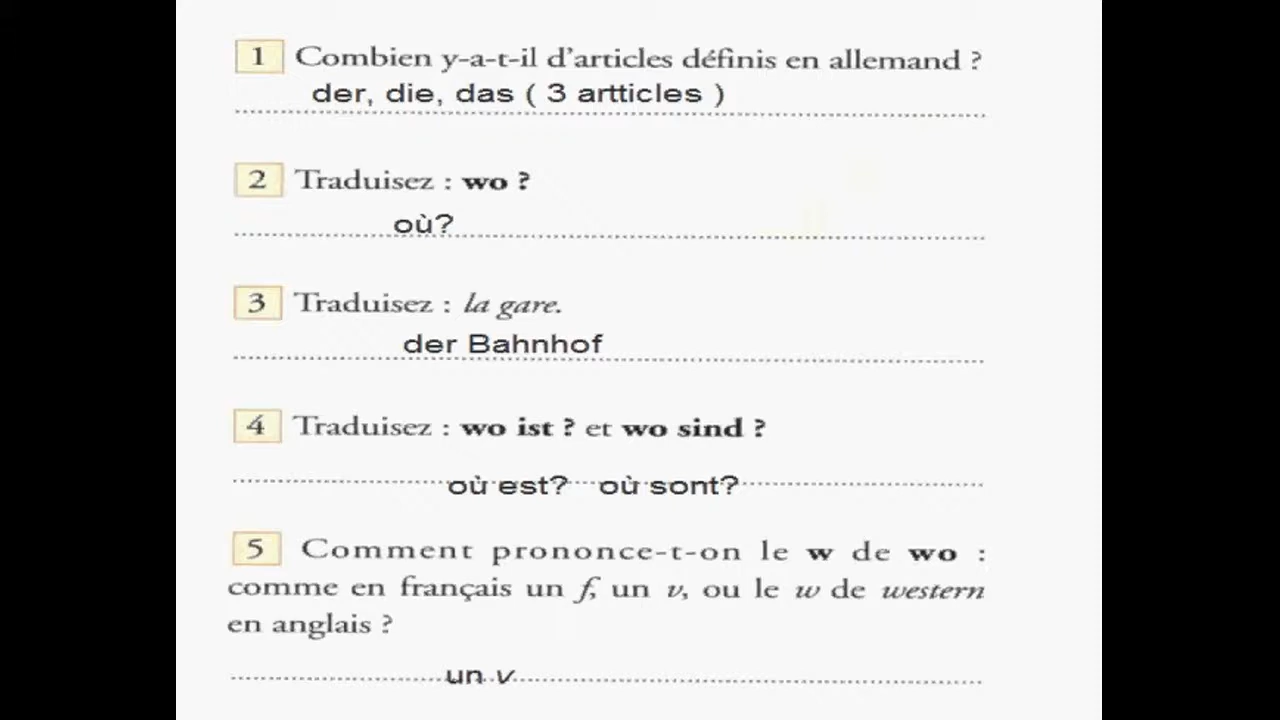 1 Combien y-a-t-il d'articles définis en allemand ?
der, die, das ( 3 artticles )
2 Traduisez : wo ?
où?
3 Traduisez : la gare.
der Bahnhof
4 Traduisez : wo ist ? et wo sind ?
où est? où sont?
5 Comment prononce-t-on le w de wo :
comme en français un f, un v, ou le w de western
en anglais ?
un v